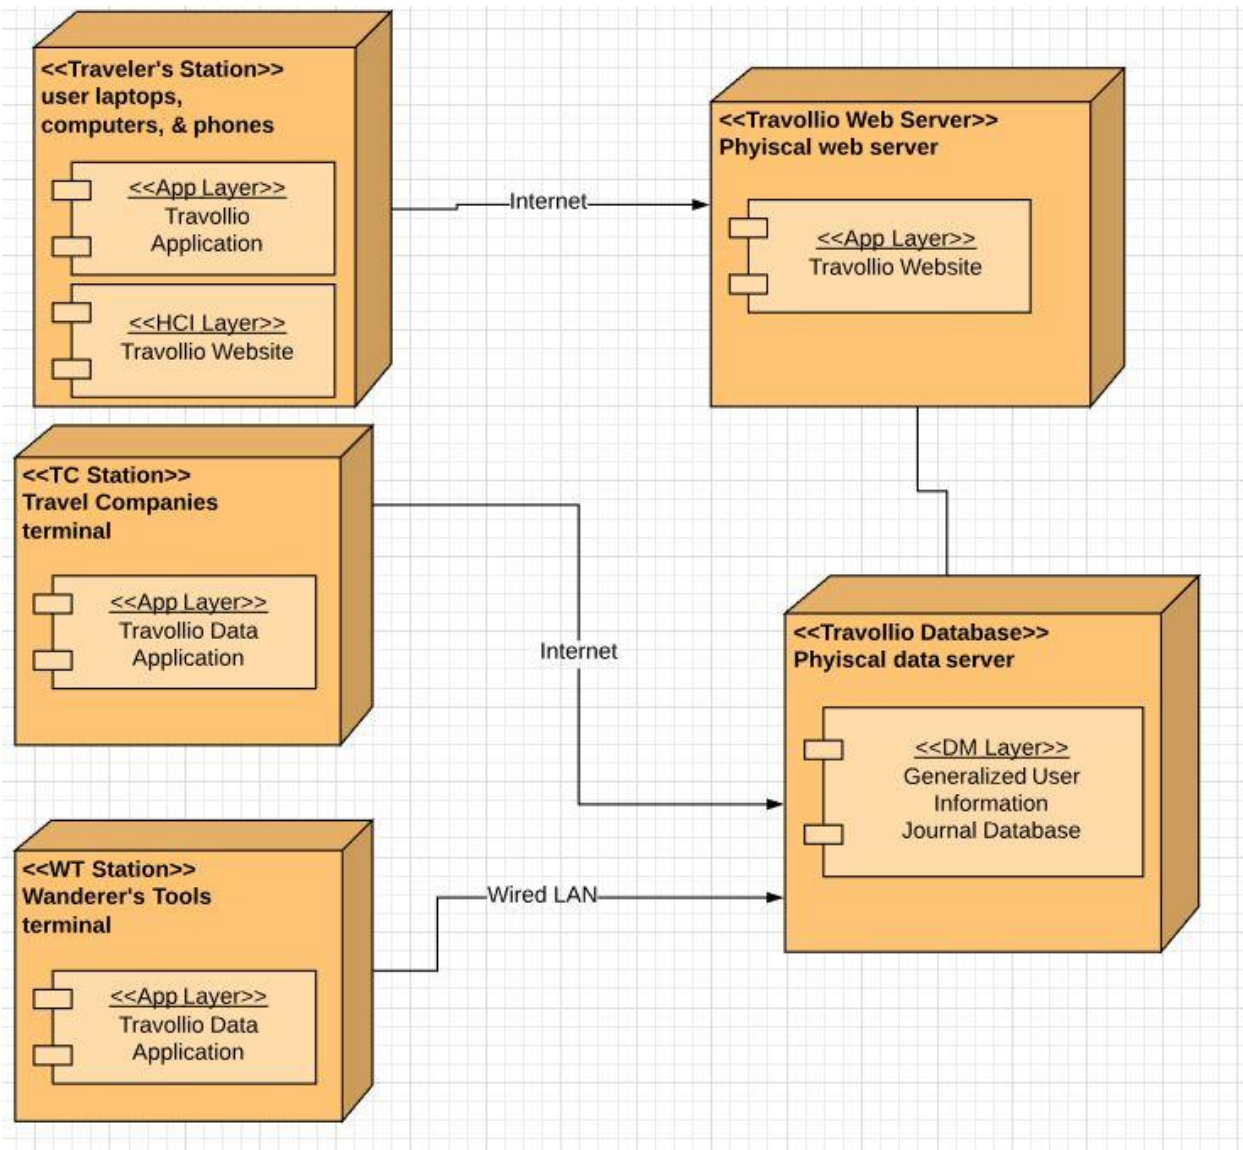 <<Traveler's Station>>
user laptops,
computers, & phones
<<App Layer>>
Travollio
Application
<<HCI Layer>>
Travollio Website
Internet
<<Travollio Web Server>>
Phyiscal web server
<<App Layer>>
Travollio Website
<<TC Station>>
Travel Companies
terminal
<<App Layer>>
Travollio Data
Application
Internet
<<Travollio Database>>
Phyiscal data server
<<DM Layer>>
Generalized User
Information
Journal Database
<<WT Station>>
Wanderer's Tools
terminal
<<App Layer>>
Travollio Data
Application
Wired LAN